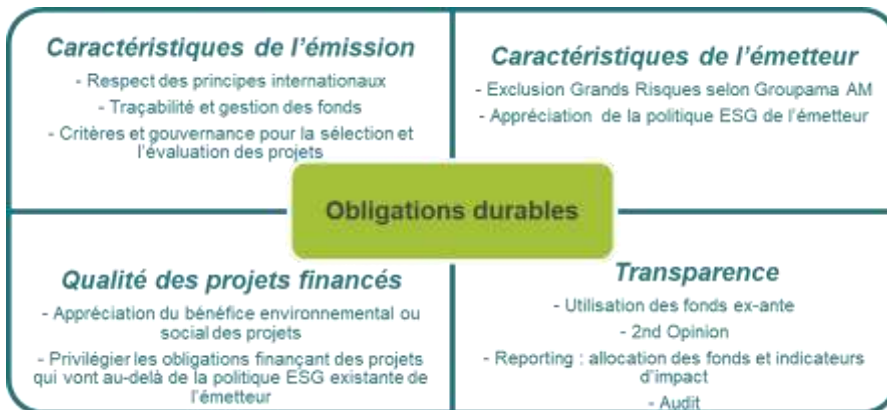 Caractéristiques de l'émission
- Respect des principes internationaux
- Traçabilité et gestion des fonds
- Critères et gouvernance pour la sélection et
l'évaluation des projets
Caractéristiques de l'émetteur
- Exclusion Grands Risques selon Groupama AM
- Appréciation de la politique ESG de l'émetteur
Obligations durables
Qualité des projets financés
- Appréciation du bénéfice environnemental ou
social des projets
- Privilégier les obligations finançant des projets
qui vont au-delà de la politique ESG existante de
l'émetteur
Transparence
- Utilisation des fonds ex-ante
- 2nd Opinion
- Reporting : allocation des fonds et indicateurs
d'impact
- Audit